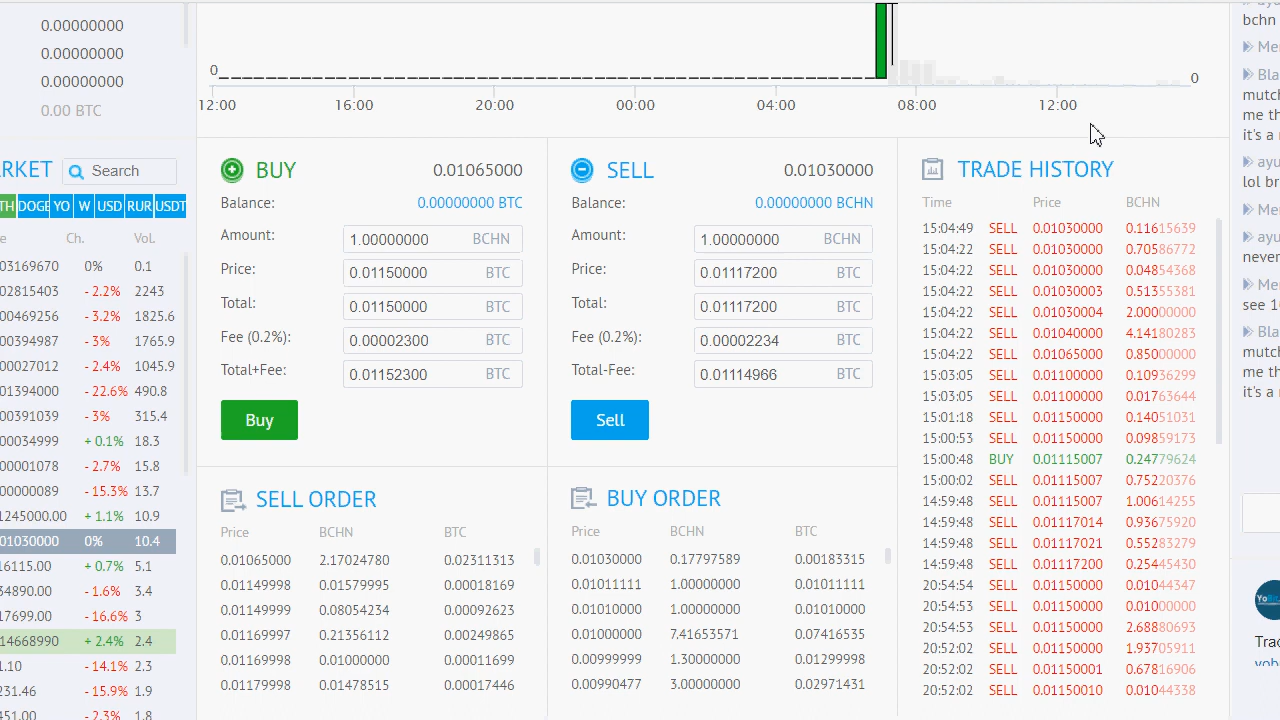 0.00000000
0.00000000
0.00000000
0.00 BTC
0
0
12:00 16:00 20:00 00:00 04:00 08:00 12:00
RKET
Search
TH DOGE YO W USD RUR USDT
e Ch. Vol.
03169670 0% 0.1
02815403 - 2.2% 2243
00469256 - 3.2% 1825.6
00394987 - 3% 1765.9
00027012 - 2.4% 1045.9
01394000 - 22.6% 490.8
00391039 - 3% 315.4
00034999 + 0.1% 18.3
00001078 - 2.7% 15.8
00000089 - 15.3% 13.7
1245000.00 + 1.1% 10.9
01030000 0% 10.4
16115.00 + 0.7% 5.1
34890.00 - 1.6% 3.4
17699.00 - 16.6% 3
14668990 + 2.4% 2.4
1.10 - 14.1% 2.3
231.46 - 15.9% 1.9
451.00 - 2.3% 1.8
BUY 0.01065000
Balance: 0.00000000 BTC
Amount: 1.00000000 BCHN
Price: 0.01150000 BTC
Total: 0.01150000 BTC
Fee (0.2%): 0.00002300 BTC
Total+Fee: 0.01152300 BTC
Buy
SELL 0.01030000
Balance: 0.00000000 BCHN
Amount: 1.00000000 BCHN
Price: 0.01117200 BTC
Total: 0.01117200 BTC
Fee (0.2%): 0.00002234 BTC
Total-Fee: 0.01114966 BTC
Sell
SELL ORDER
Price BCHN BTC
0.01065000 2.17024780 0.02311313
0.01149998 0.01579995 0.00018169
0.01149999 0.08054234 0.00092623
0.01169997 0.21356112 0.00249865
0.01169998 0.01000000 0.00011699
0.01179998 0.01478515 0.00017446
BUY ORDER
Price BCHN BTC
0.01030000 0.17797589 0.00183315
0.01011111 1.00000000 0.01011111
0.01010000 1.00000000 0.01010000
0.01000000 7.41653571 0.07416535
0.00999999 1.30000000 0.01299998
0.00990477 3.00000000 0.02971431
TRADE HISTORY
Time Price BCHN
15:04:49 SELL 0.01030000 0.11615639
15:04:22 SELL 0.01030000 0.70586772
15:04:22 SELL 0.01030000 0.04854368
15:04:22 SELL 0.01030003 0.51355381
15:04:22 SELL 0.01030004 2.00000000
15:04:22 SELL 0.01040000 4.14180283
15:04:22 SELL 0.01065000 0.85000000
15:03:05 SELL 0.01100000 0.10936299
15:03:05 SELL 0.01100000 0.01763644
15:01:18 SELL 0.01150000 0.14051031
15:00:53 SELL 0.01150000 0.09859173
15:00:48 BUY 0.01115007 0.24779624
15:00:02 SELL 0.01115007 0.75220376
14:59:48 SELL 0.01115007 1.00614255
14:59:48 SELL 0.01117014 0.93675920
14:59:48 SELL 0.01117021 0.55283279
14:59:48 SELL 0.01117200 0.25445430
20:54:54 SELL 0.01150000 0.01044347
20:54:53 SELL 0.01150000 0.01000000
20:54:53 SELL 0.01150000 2.68880693
20:52:02 SELL 0.01150000 1.93705911
20:52:02 SELL 0.01150001 0.67816906
20:52:02 SELL 0.01150010 0.01044338
bchn
Me
Bla
mutch
me th
it's a
ayu
lol br
Me
ayu
never
Me
see 1
Bla
mutch
me th
it's a
Trac
yob